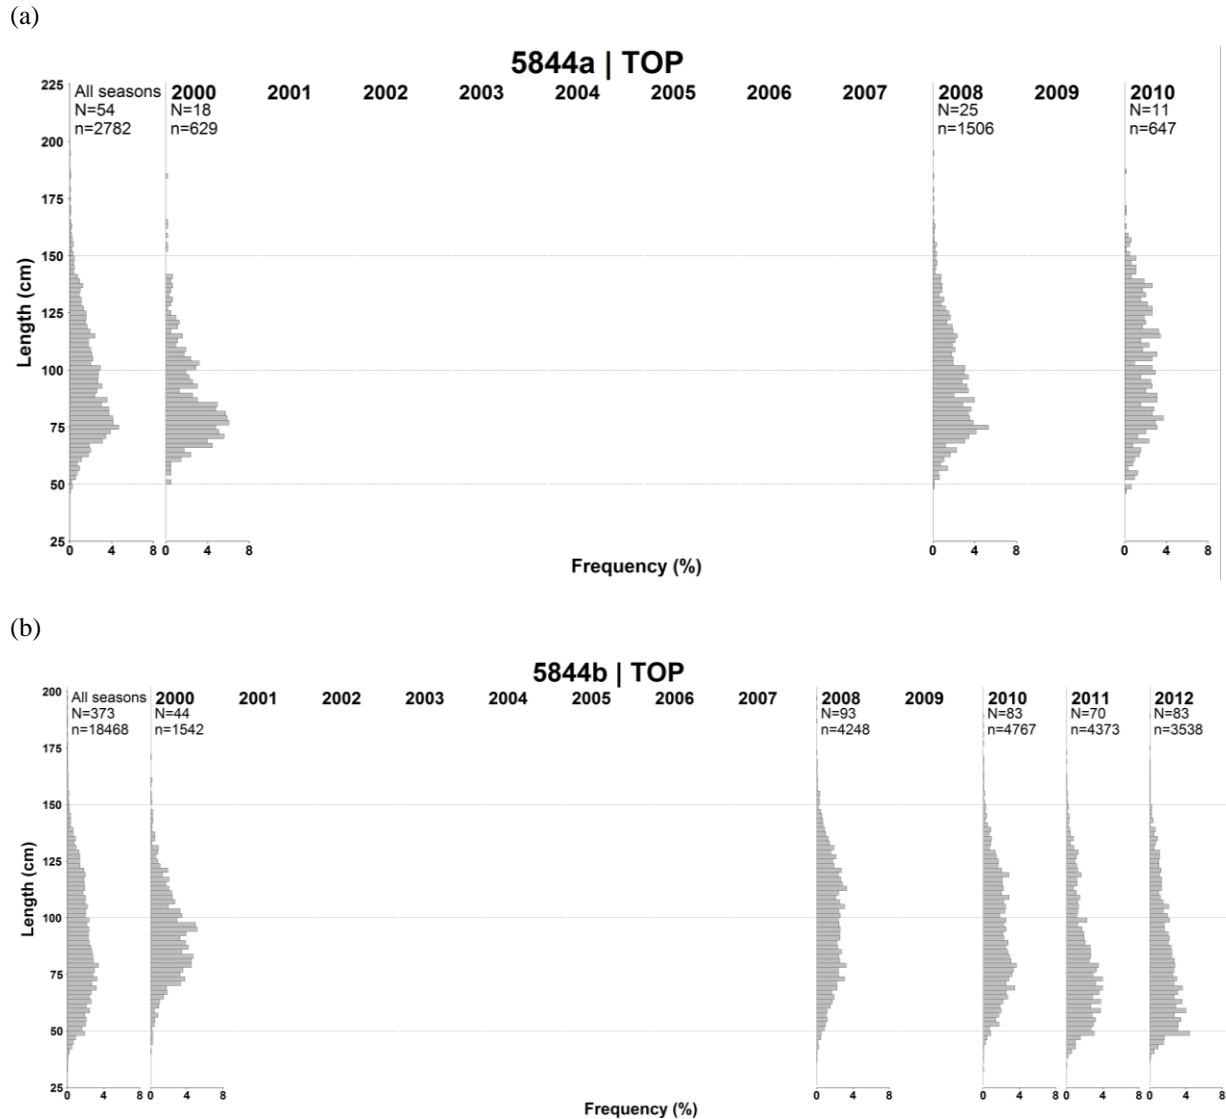 (a)
5844a | TOP
All seasons 2000 2001 2002 2003 2004 2005 2006 2007 2008 2009 2010
N=54 N=18 N=25 N=11
n=2782 n=629 n=1506 n=647
225
200
175
150
125
100
75
50
25
Length (cm)
0 4 8 0 4 8 0 4 8 0 4 8
Frequency (%)
(b)
5844b | TOP
All seasons 2000 2001 2002 2003 2004 2005 2006 2007 2008 2009 2010 2011 2012
N=373 N=44 N=93 N=83 N=70 N=83
n=18468 n=1542 n=4248 n=4767 n=4373 n=3538
200
175
150
125
100
75
50
25
Length (cm)
0 4 8 0 4 8 0 4 8 0 4 8 0 4 8 0 4 8
Frequency (%)